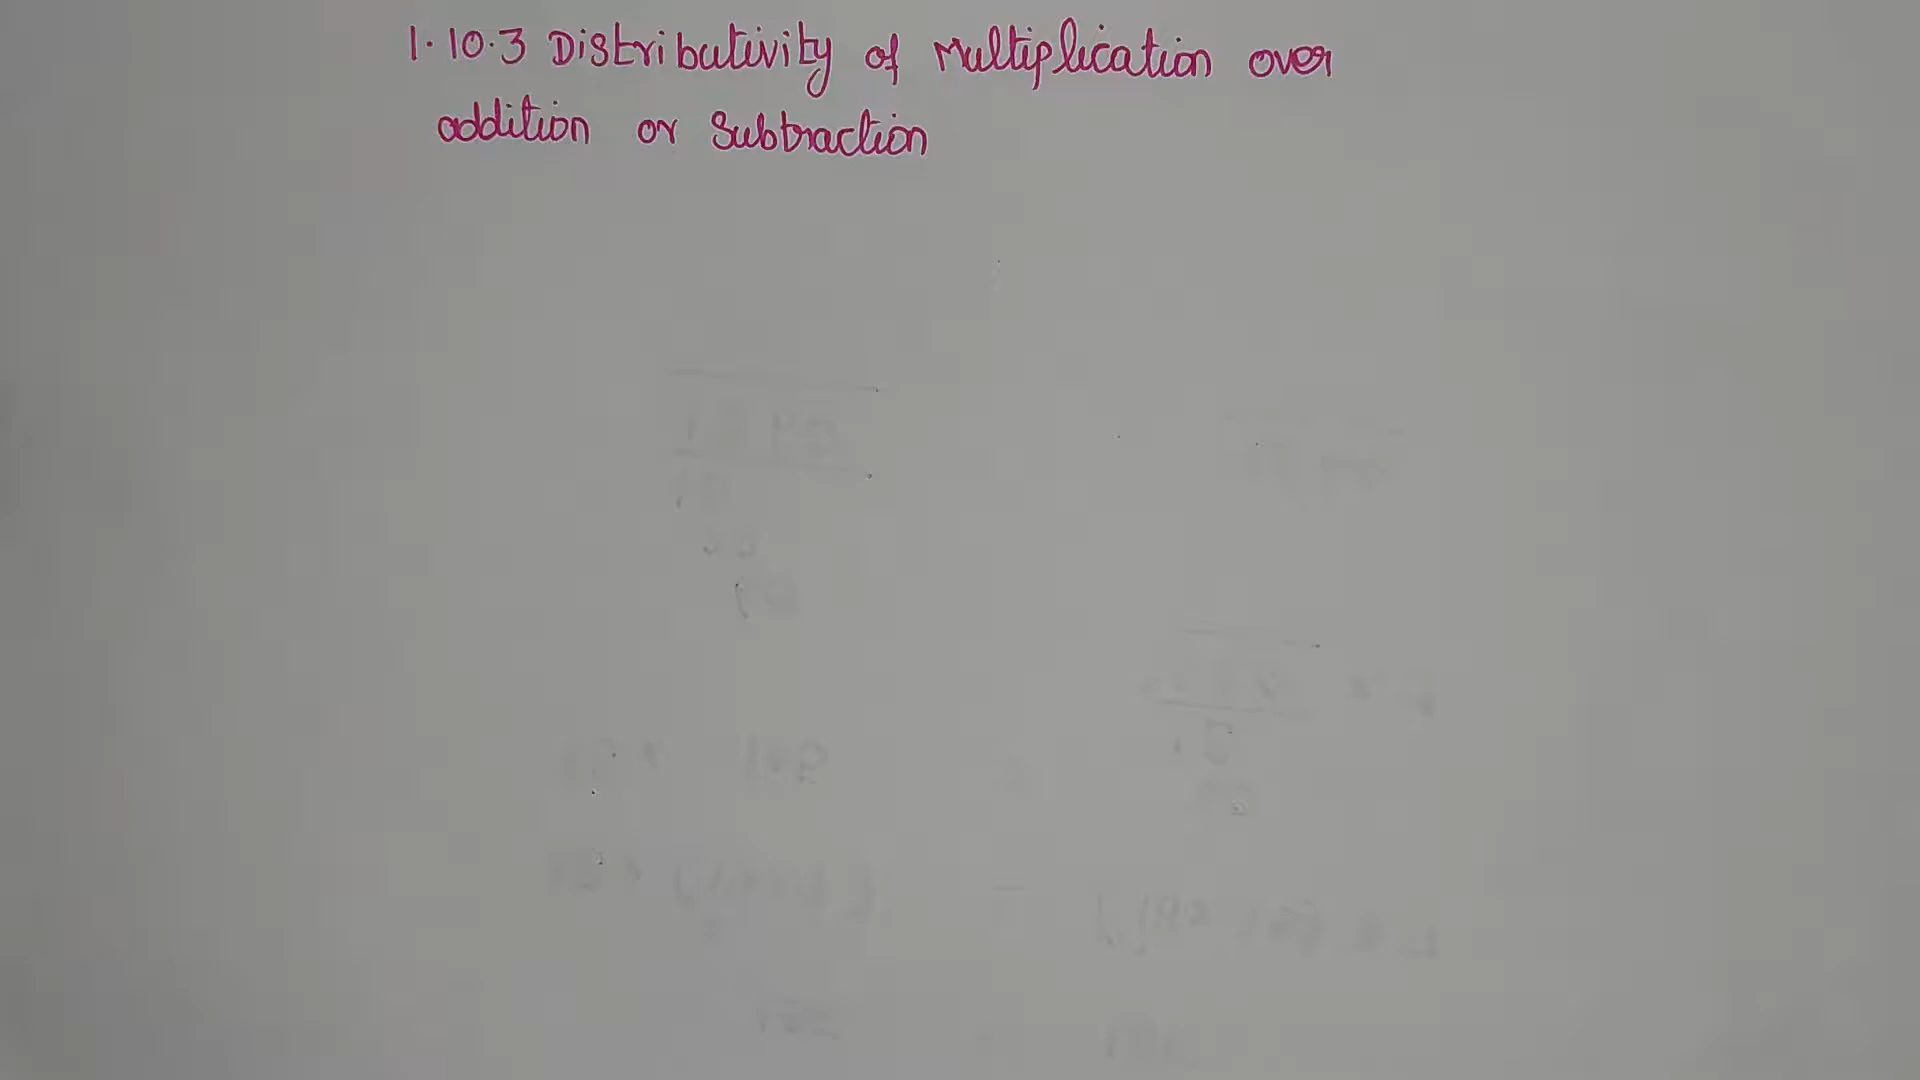 1.10.3 Distributivity of Multiplication over
addition or Subtraction